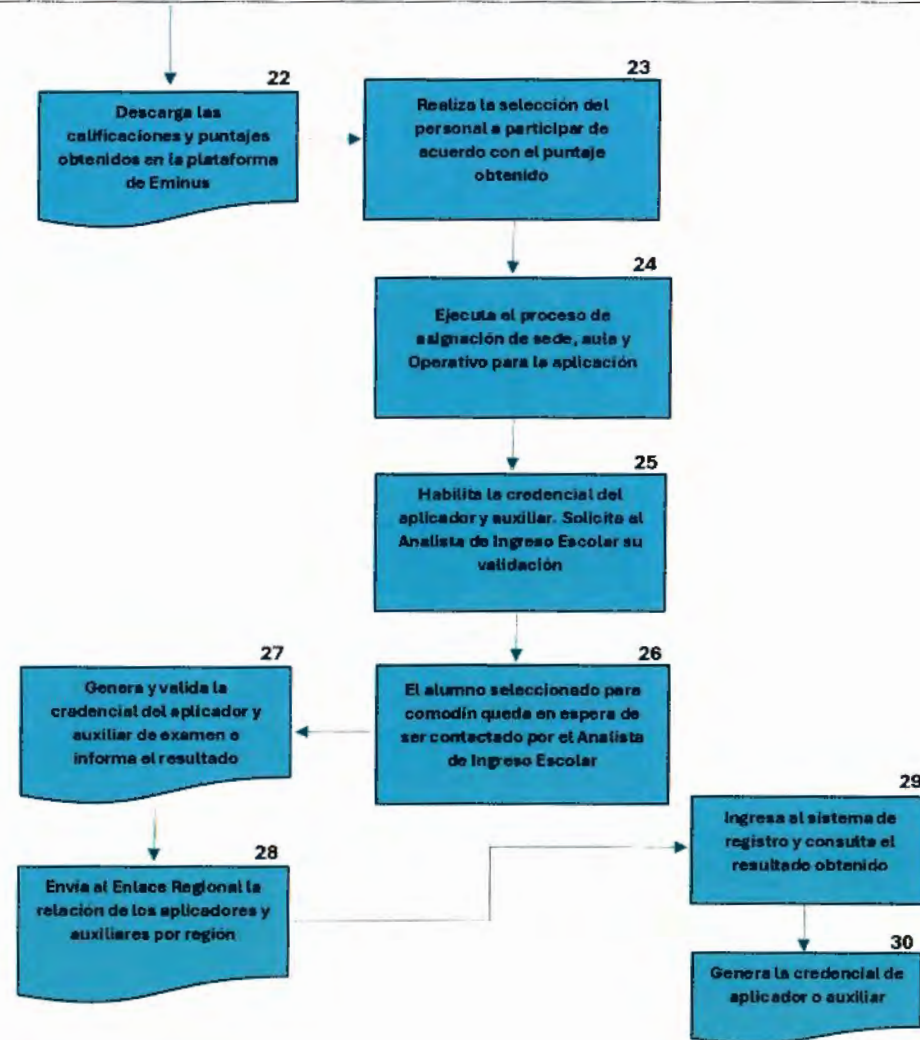 22
Descarga las
calificaciones y puntajes
obtenidos en la plataforma
de Eminus
23
Realiza la selección del
personal a participar de
acuerdo con el puntaje
obtenido
24
Ejecuta el proceso de
asignación de sede, aula y
Operativo para la aplicación
25
Habilita la credencial del
aplicador y auxiliar. Solicita al
Analista de Ingreso Escolar su
validación
26
El alumno seleccionado para
comodín queda en espera de
ser contactado por el Analista
de Ingreso Escolar
27
Genera y valida la
credencial del aplicador y
auxiliar de examen e
informa el resultado
28
Envía al Enlace Regional la
relación de los aplicadores y
auxiliares por región
29
Ingresa al sistema de
registro y consulta el
resultado obtenido
30
Genera la credencial de
aplicador o auxiliar